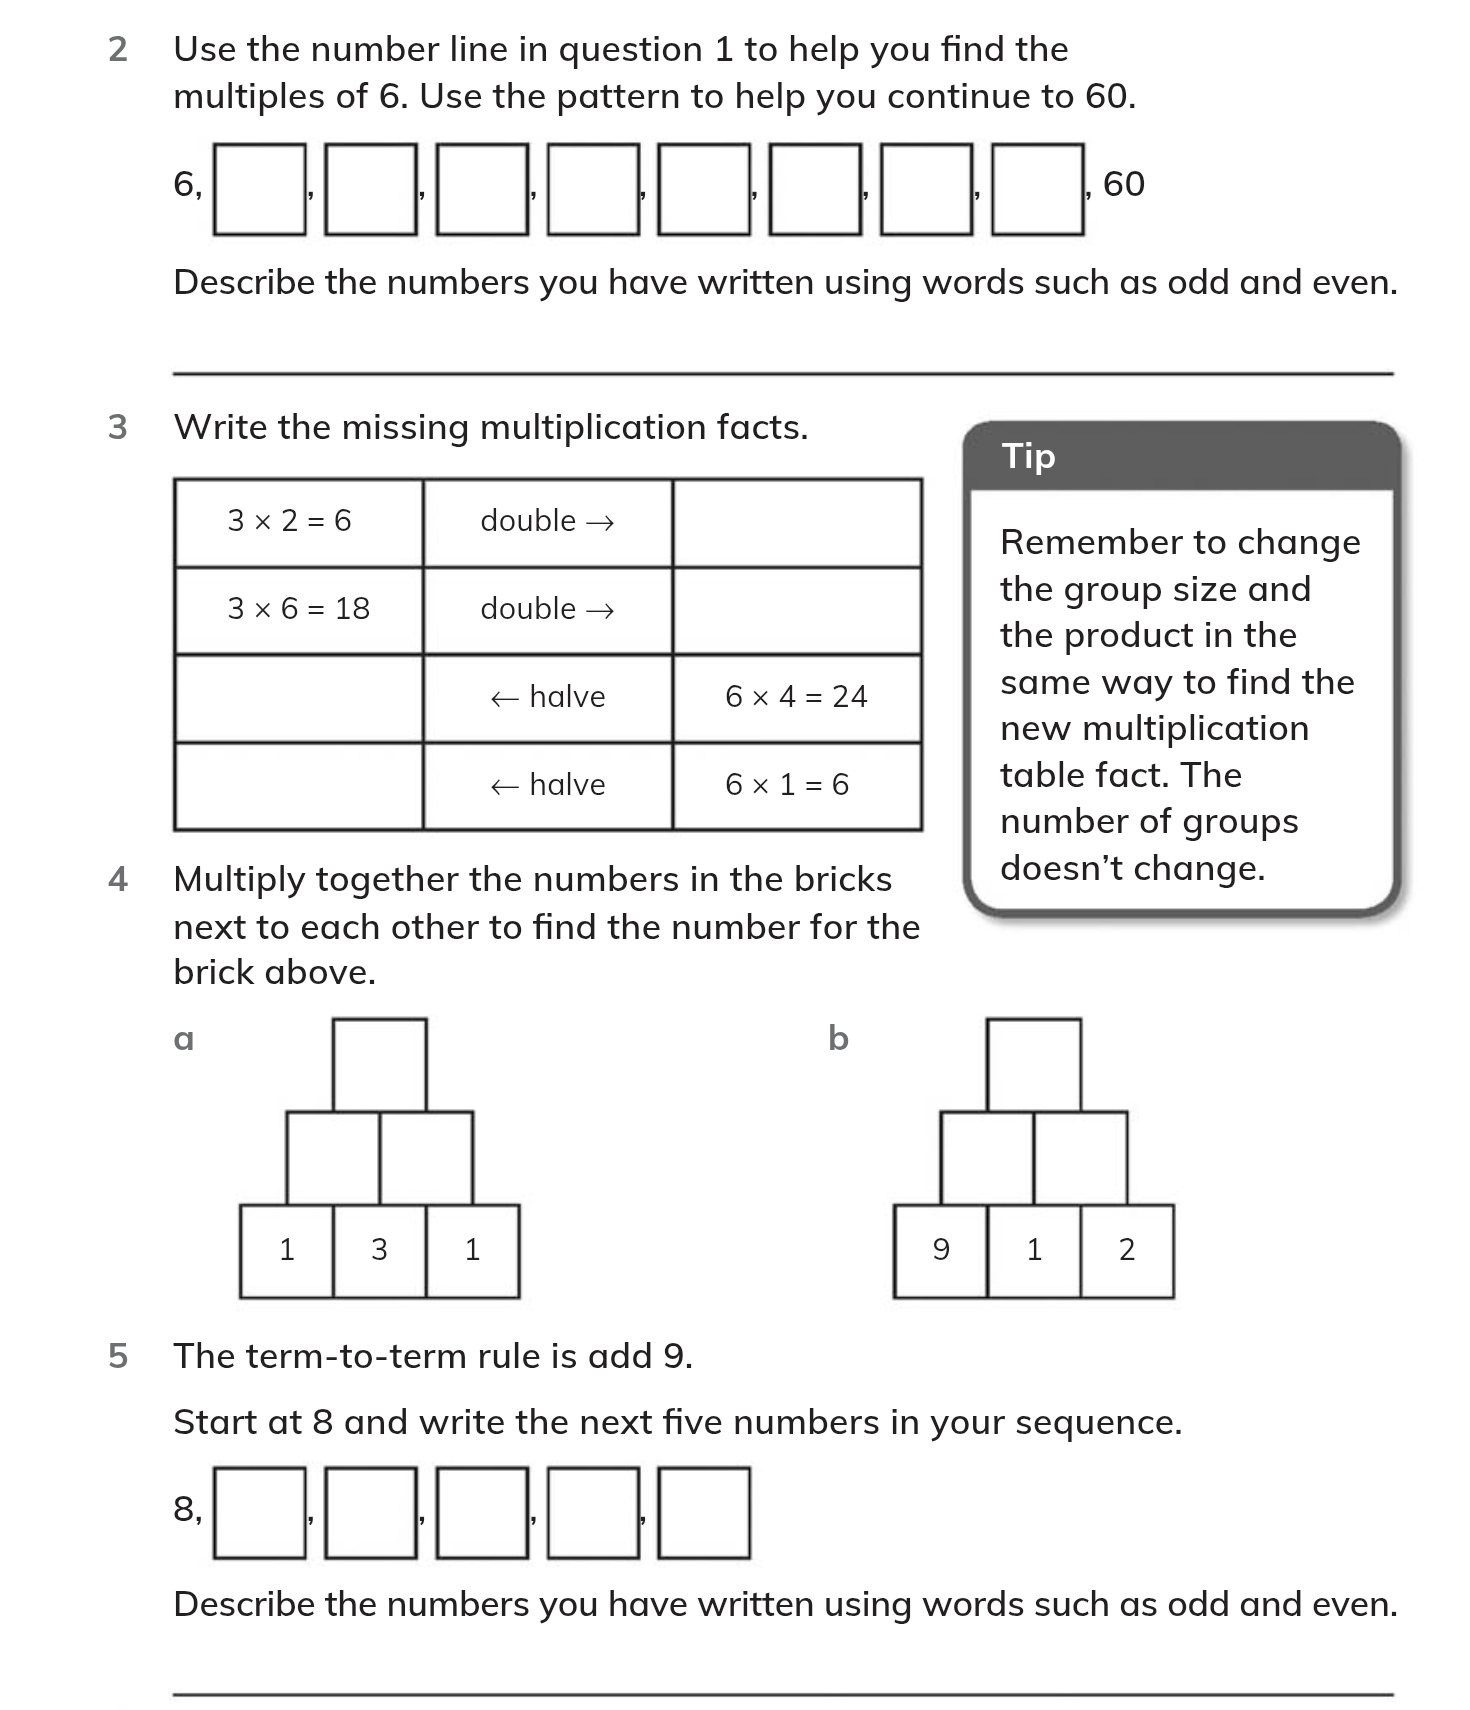 2 Use the number line in question 1 to help you find the
multiples of 6. Use the pattern to help you continue to 60.
6, , , , , , , , , 60
Describe the numbers you have written using words such as odd and even.
3 Write the missing multiplication facts.
3 × 2 = 6 double →
3 × 6 = 18 double →
← halve 6 × 4 = 24
← halve 6 × 1 = 6
Tip
Remember to change
the group size and
the product in the
same way to find the
new multiplication
table fact. The
number of groups
doesn’t change.
4 Multiply together the numbers in the bricks
next to each other to find the number for the
brick above.
a b
1 3 1 9 1 2
5 The term-to-term rule is add 9.
Start at 8 and write the next five numbers in your sequence.
8, , , , ,
Describe the numbers you have written using words such as odd and even.